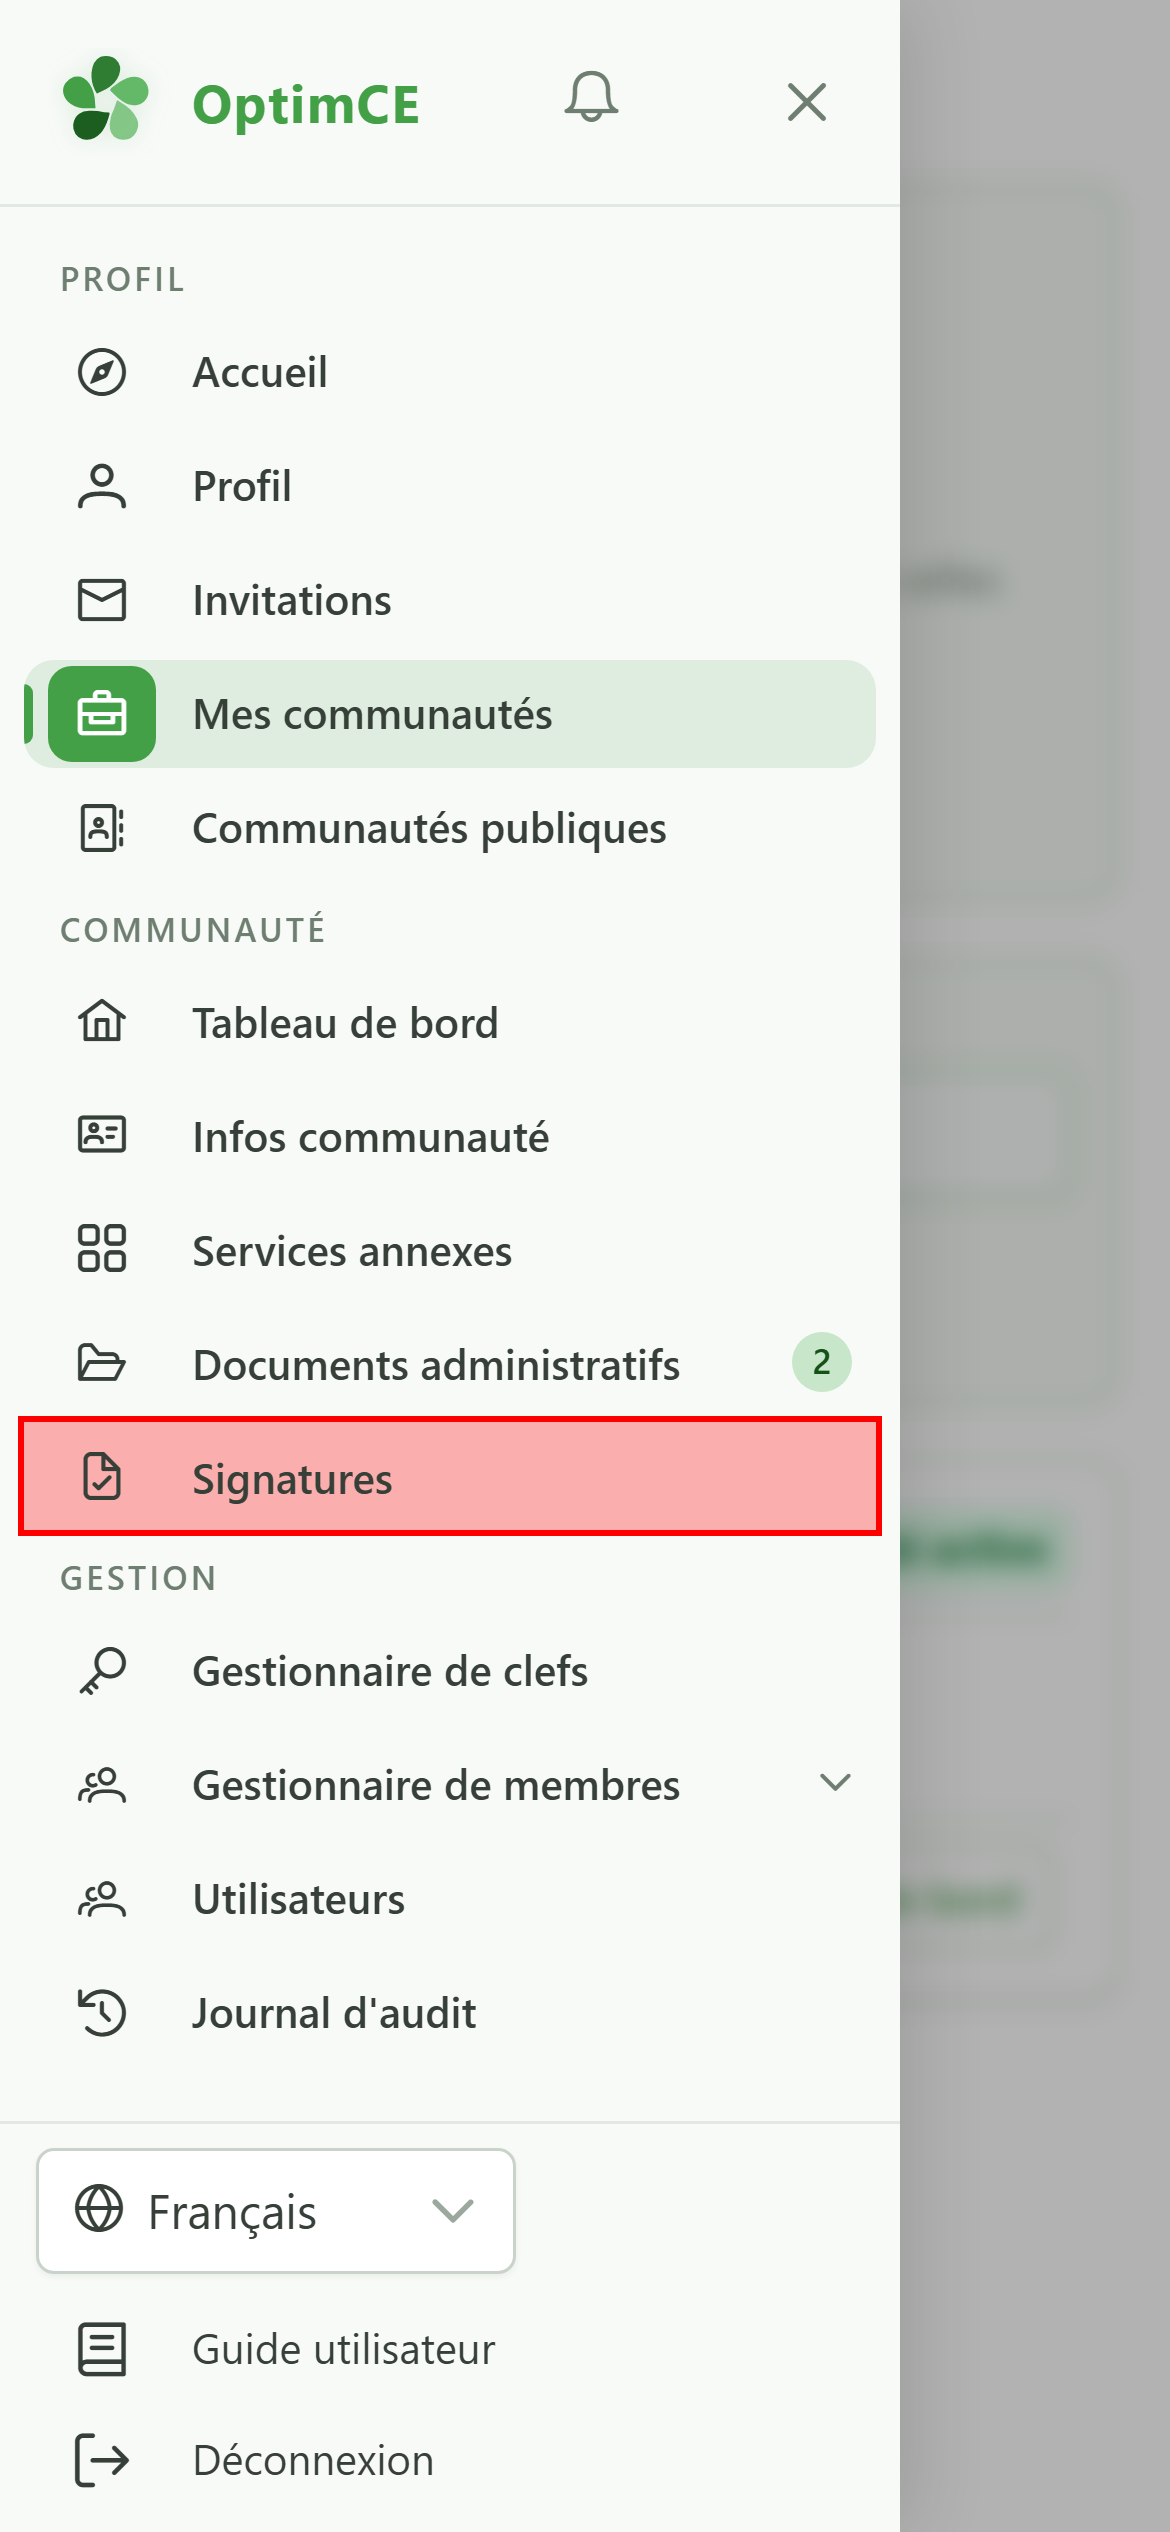 OptimCE
PROFIL
Accueil
Profil
Invitations
Mes communautés
Communautés publiques
COMMUNAUTÉ
Tableau de bord
Infos communauté
Services annexes
Documents administratifs 2
Signatures
GESTION
Gestionnaire de clefs
Gestionnaire de membres
Utilisateurs
Journal d'audit
Français
Guide utilisateur
Déconnexion